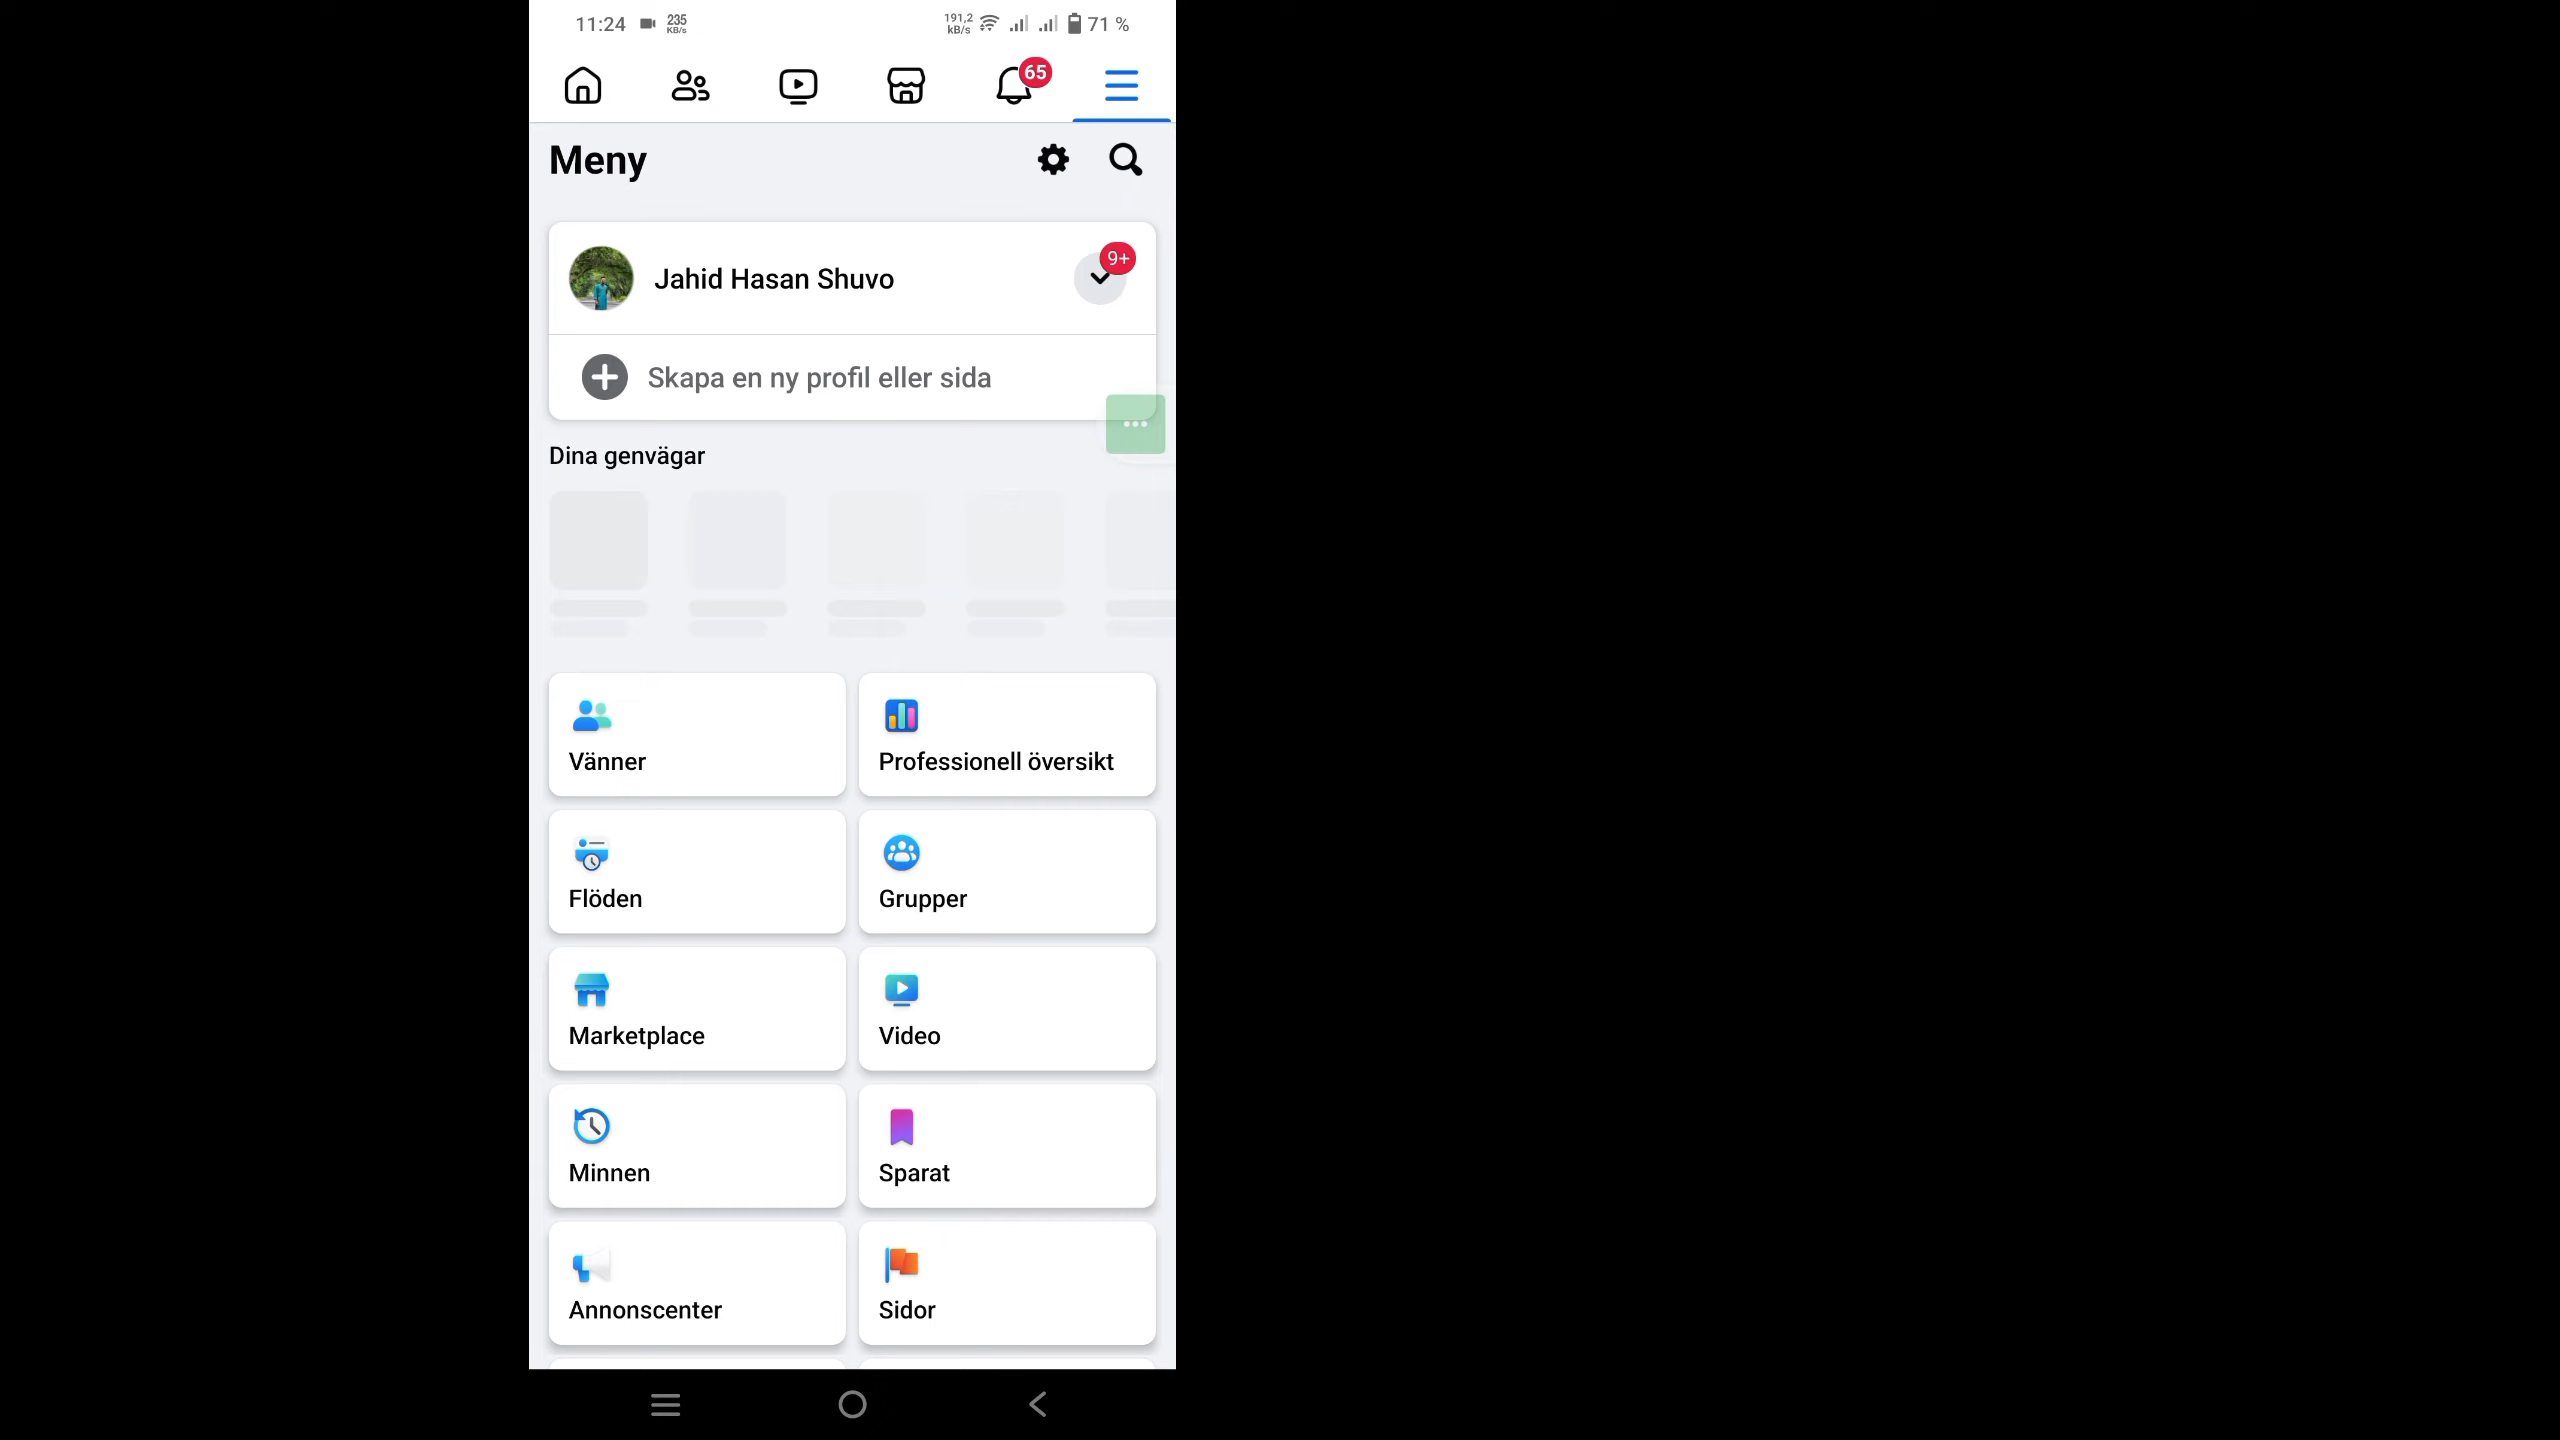 11:24 235 KB/s 191,2 kB/s 71 %
65
Meny
Jahid Hasan Shuvo
9+
Skapa en ny profil eller sida
Dina genvägar
Vänner
Professionell översikt
Flöden
Grupper
Marketplace
Video
Minnen
Sparat
Annonscenter
Sidor